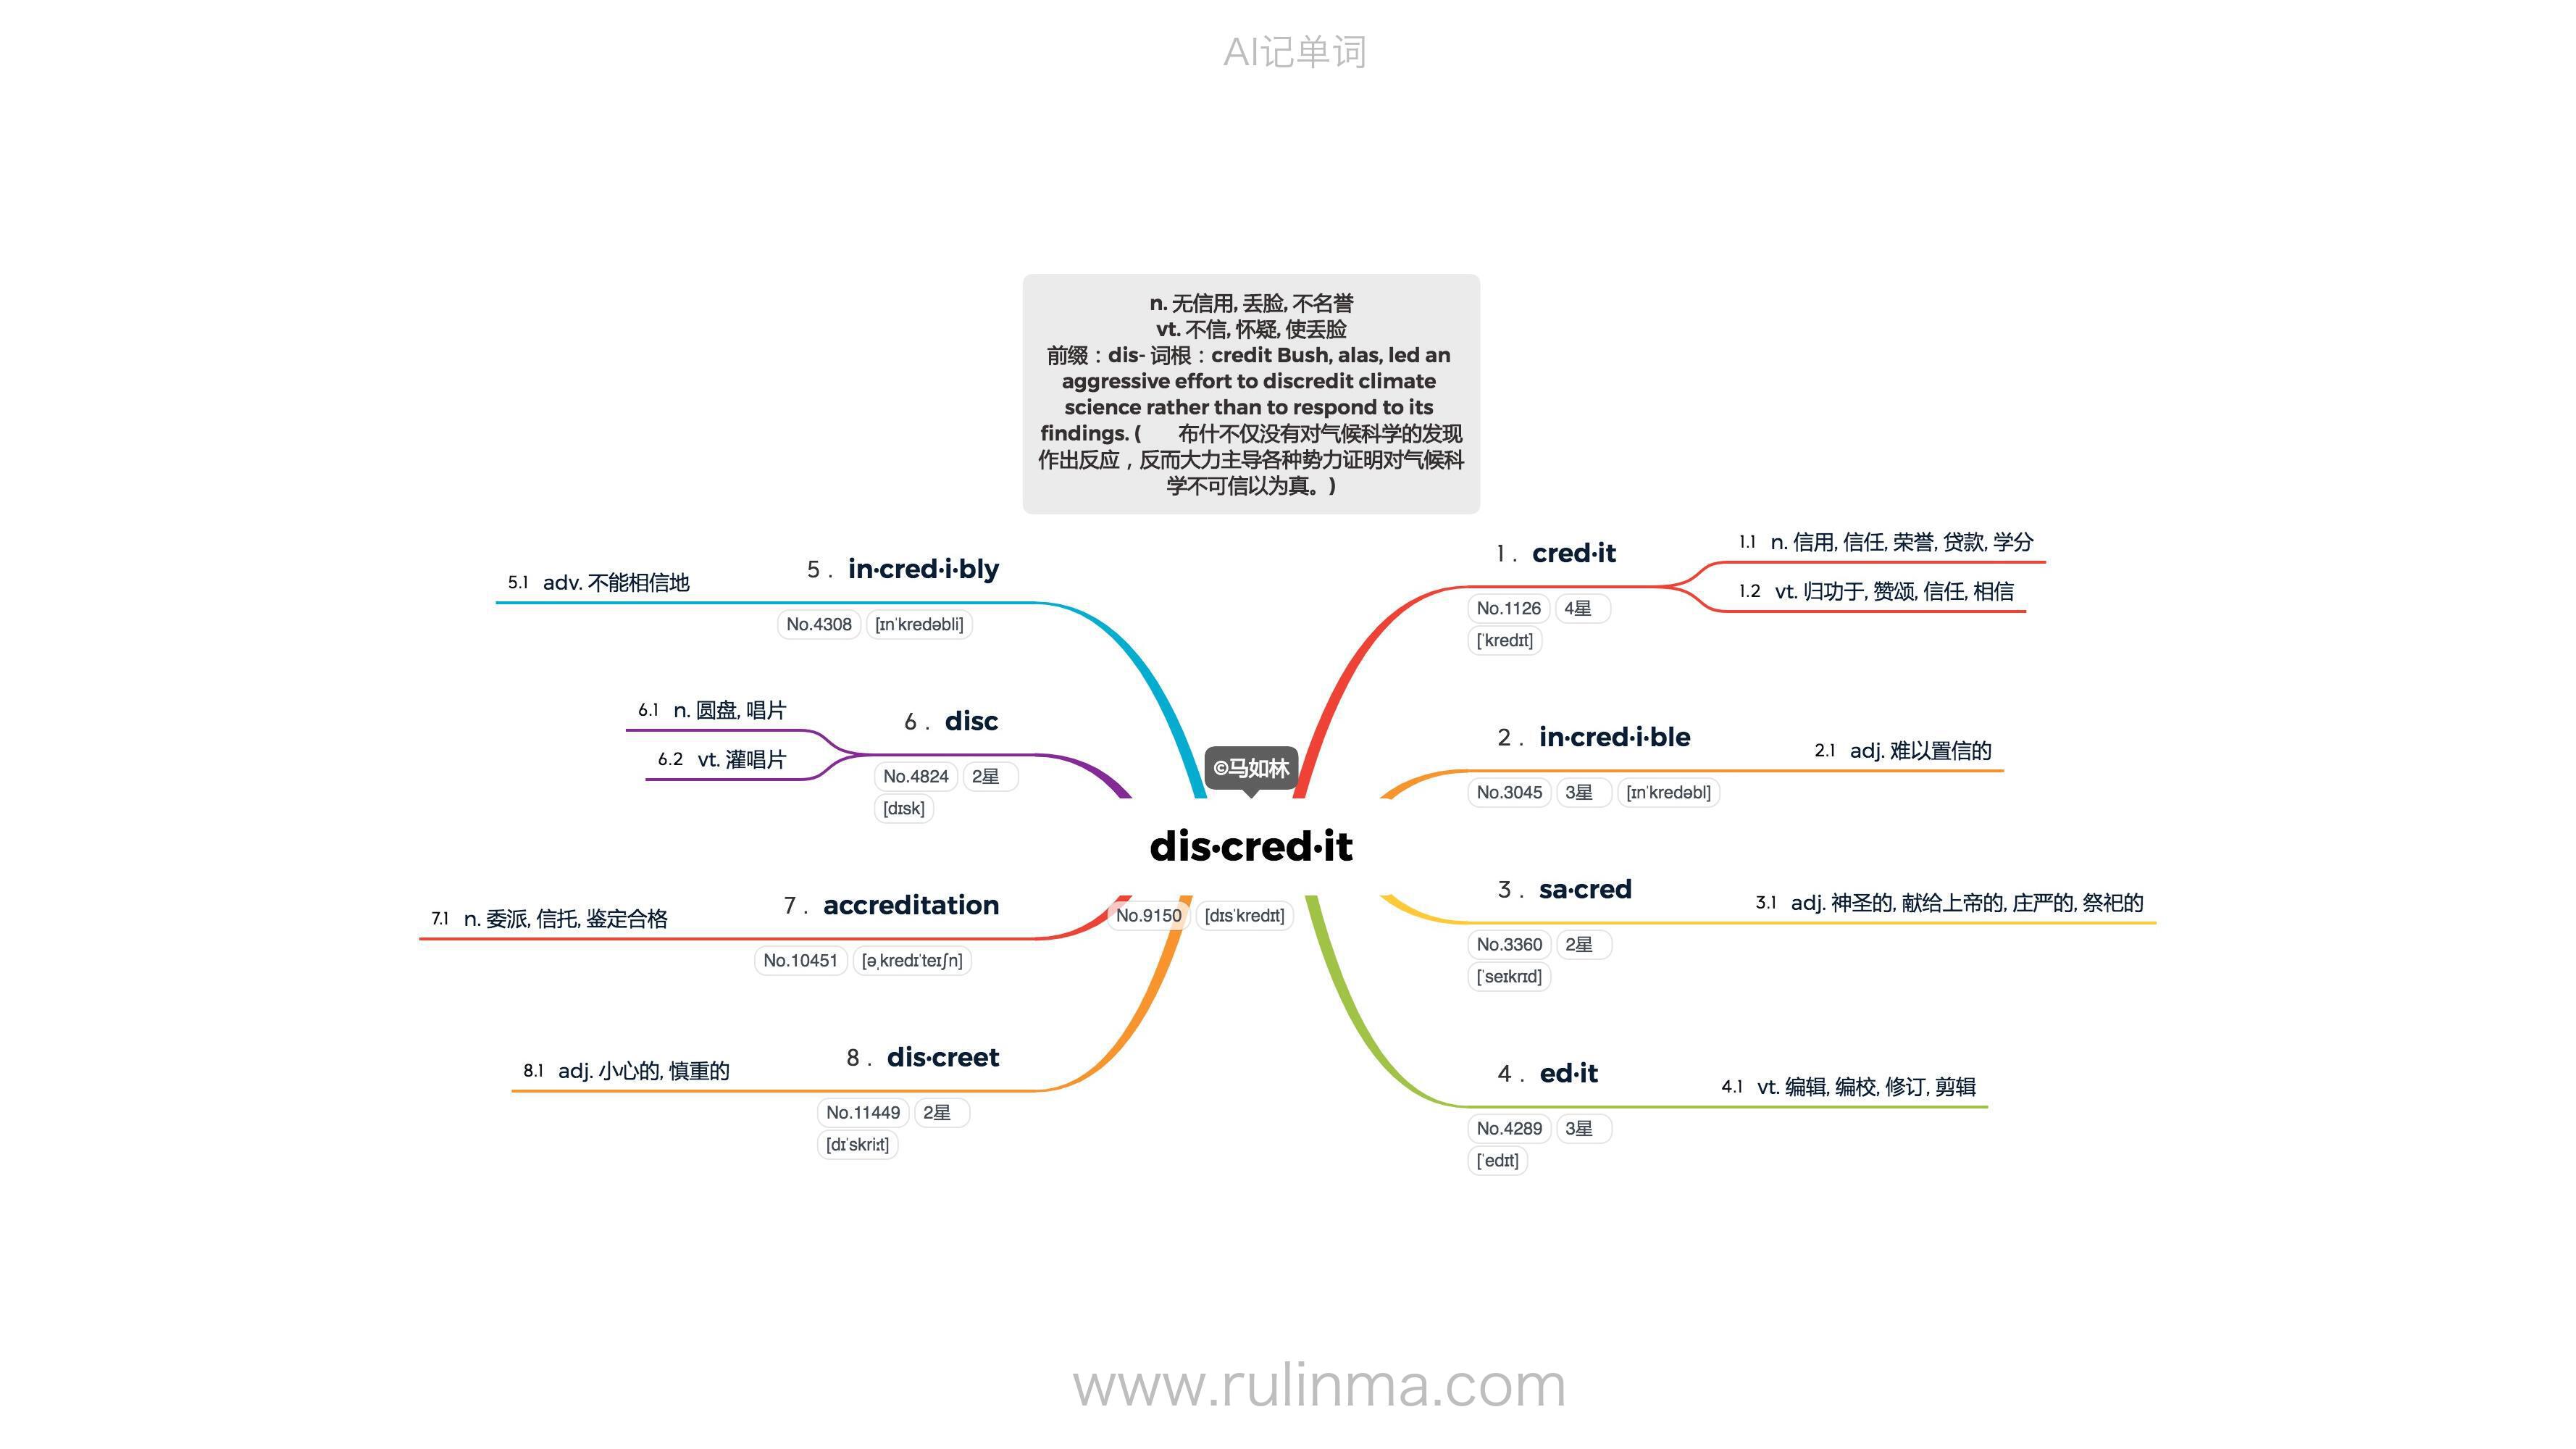 AI记单词
n. 无信用, 丢脸, 不名誉
vt. 不信, 怀疑, 使丢脸
前缀：dis- 词根：credit Bush, alas, led an
aggressive effort to discredit climate
science rather than to respond to its
findings. ( 布什不仅没有对气候科学的发现
作出反应，反而大力主导各种势力证明对气候科
学不可信以为真。)
©马如林
dis·cred·it
No.9150 [dɪsˈkredɪt]
1 . cred·it
No.1126 4星
[ˈkredɪt]
1.1 n. 信用, 信任, 荣誉, 贷款, 学分
1.2 vt. 归功于, 赞颂, 信任, 相信
2 . in·cred·i·ble
No.3045 3星 [ɪnˈkredəbl]
2.1 adj. 难以置信的
3 . sa·cred
No.3360 2星
[ˈseɪkrɪd]
3.1 adj. 神圣的, 献给上帝的, 庄严的, 祭祀的
4 . ed·it
No.4289 3星
[ˈedɪt]
4.1 vt. 编辑, 编校, 修订, 剪辑
5 . in·cred·i·bly
No.4308 [ɪnˈkredəbli]
5.1 adv. 不能相信地
6 . disc
No.4824 2星
[dɪsk]
6.1 n. 圆盘, 唱片
6.2 vt. 灌唱片
7 . accreditation
No.10451 [əˌkredɪˈteɪʃn]
7.1 n. 委派, 信托, 鉴定合格
8 . dis·creet
No.11449 2星
[dɪˈskriːt]
8.1 adj. 小心的, 慎重的
www.rulinma.com